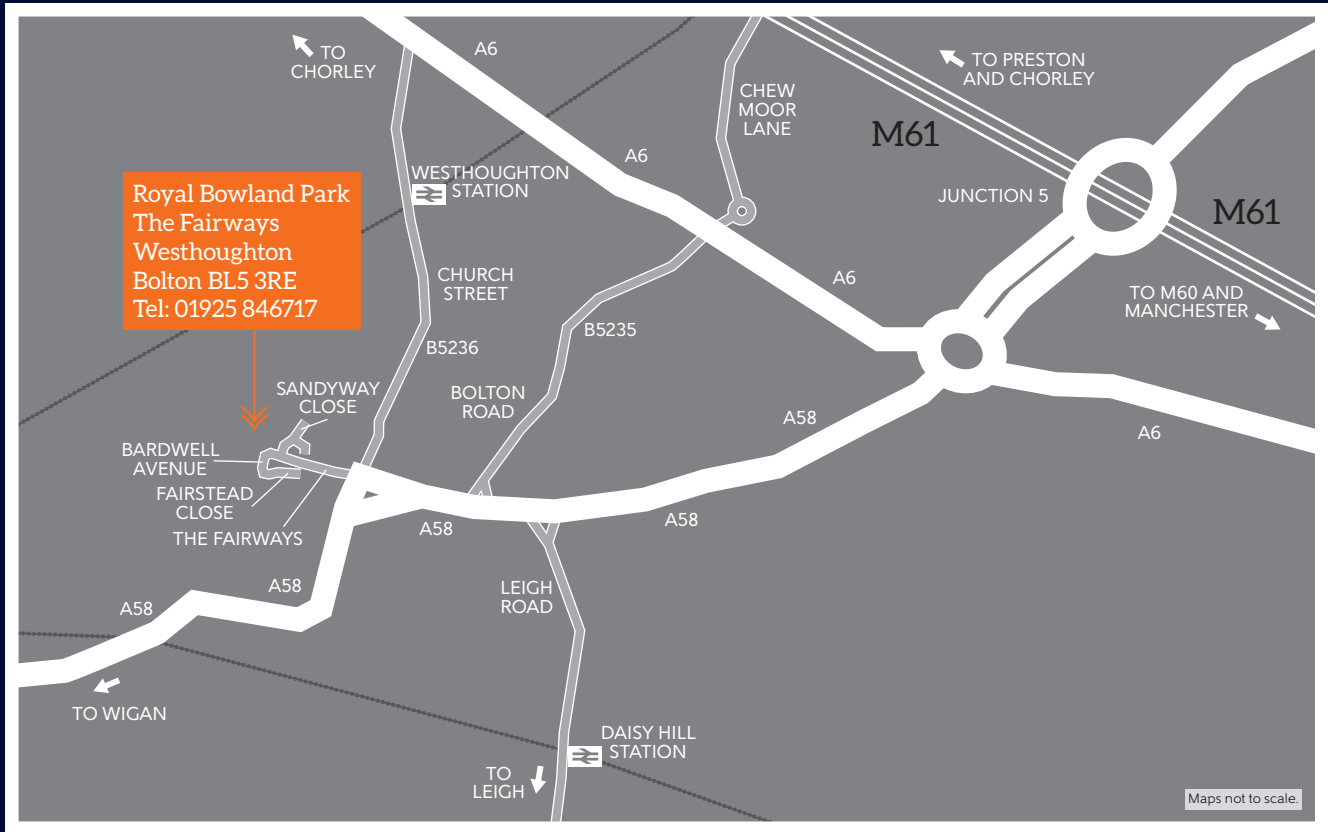 A6
TO
CHORLEY
TO PRESTON
AND CHORLEY
CHEW
MOOR
LANE
M61
A6
WESTHOUGHTON
STATION
JUNCTION 5
M61
Royal Bowland Park
The Fairways
Westhoughton
Bolton BL5 3RE
Tel: 01925 846717
CHURCH
STREET
A6
TO M60 AND
MANCHESTER
B5235
B5236
SANDYWAY
CLOSE
BOLTON
ROAD
A58
A6
BARDWELL
AVENUE
FAIRSTEAD
CLOSE
THE FAIRWAYS
A58
A58
A58
A58
LEIGH
ROAD
TO WIGAN
DAISY HILL
STATION
TO
LEIGH
Maps not to scale.